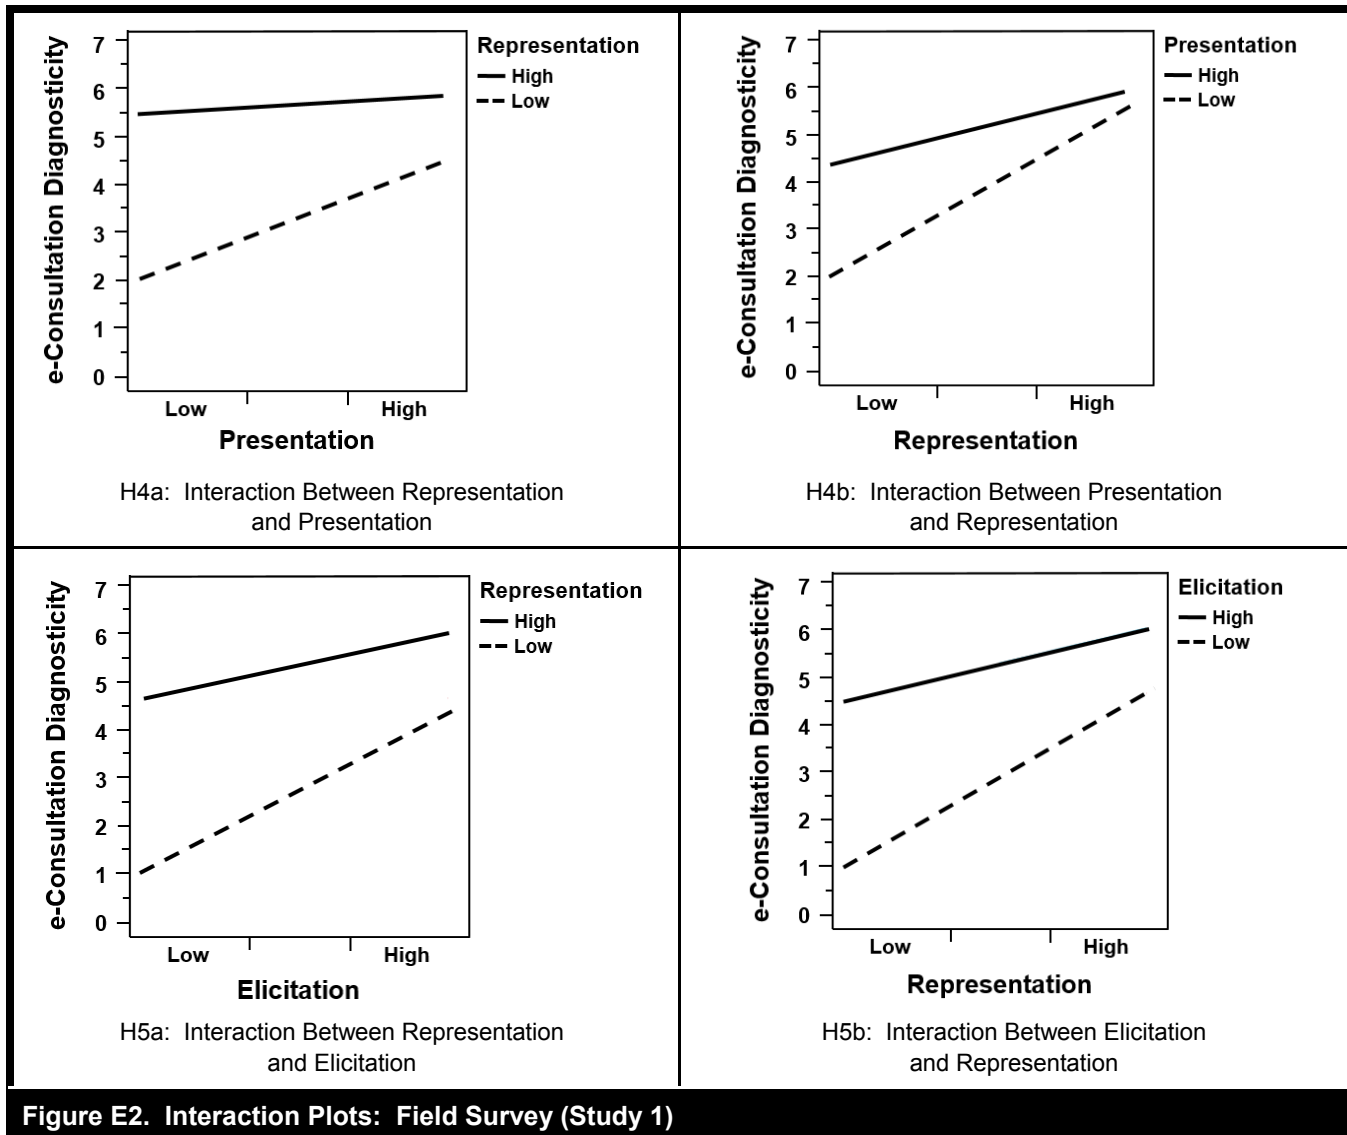 e-Consultation Diagnosticity
7
6
5
4
3
2
1
0
Low
High
Presentation
Representation
High
Low
H4a: Interaction Between Representation
and Presentation
e-Consultation Diagnosticity
7
6
5
4
3
2
1
0
Low
High
Representation
Presentation
High
Low
H4b: Interaction Between Presentation
and Representation
e-Consultation Diagnosticity
7
6
5
4
3
2
1
0
Low
High
Elicitation
Representation
High
Low
H5a: Interaction Between Representation
and Elicitation
e-Consultation Diagnosticity
7
6
5
4
3
2
1
0
Low
High
Representation
Elicitation
High
Low
H5b: Interaction Between Elicitation
and Representation
Figure E2. Interaction Plots: Field Survey (Study 1)